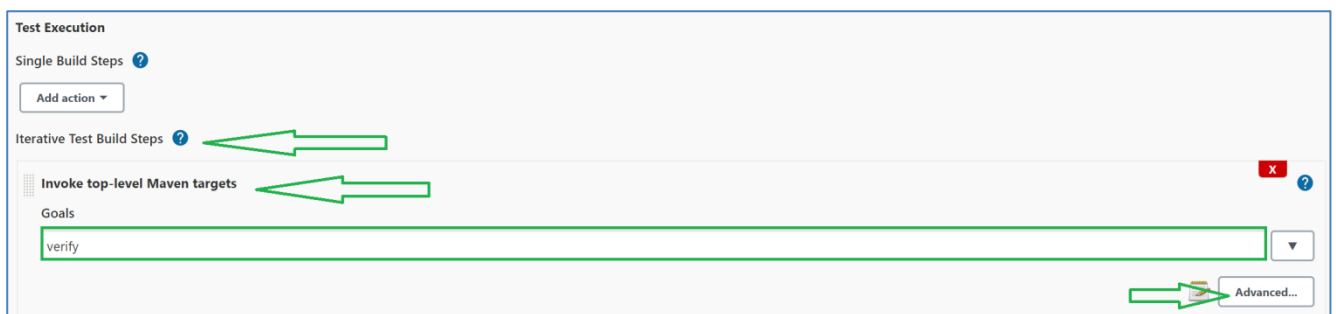 Test Execution
Single Build Steps ?
Add action
Iterative Test Build Steps ?
X
Invoke top-level Maven targets ?
Goals
verify
Advanced...